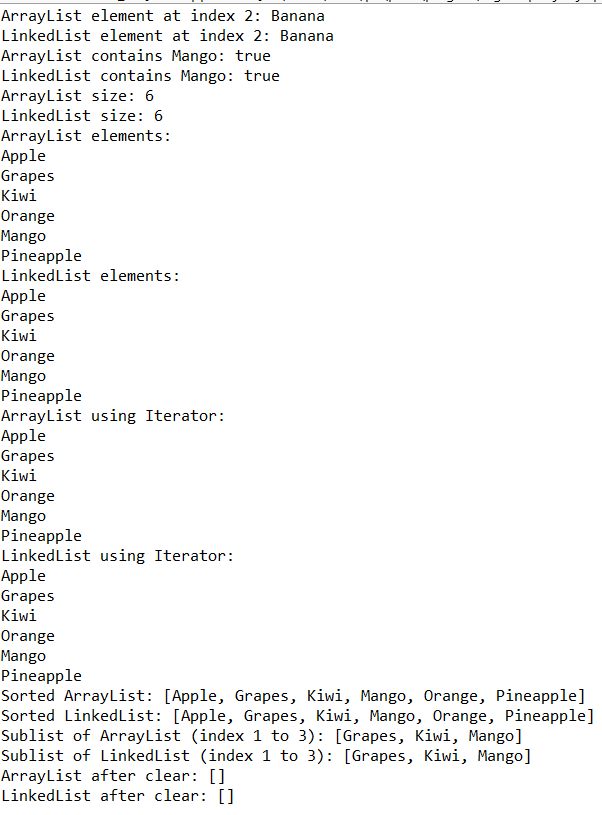 ArrayList element at index 2: Banana
LinkedList element at index 2: Banana
ArrayList contains Mango: true
LinkedList contains Mango: true
ArrayList size: 6
LinkedList size: 6
ArrayList elements:
Apple
Grapes
Kiwi
Orange
Mango
Pineapple
LinkedList elements:
Apple
Grapes
Kiwi
Orange
Mango
Pineapple
ArrayList using Iterator:
Apple
Grapes
Kiwi
Orange
Mango
Pineapple
LinkedList using Iterator:
Apple
Grapes
Kiwi
Orange
Mango
Pineapple
Sorted ArrayList: [Apple, Grapes, Kiwi, Mango, Orange, Pineapple]
Sorted LinkedList: [Apple, Grapes, Kiwi, Mango, Orange, Pineapple]
Sublist of ArrayList (index 1 to 3): [Grapes, Kiwi, Mango]
Sublist of LinkedList (index 1 to 3): [Grapes, Kiwi, Mango]
ArrayList after clear: []
LinkedList after clear: []